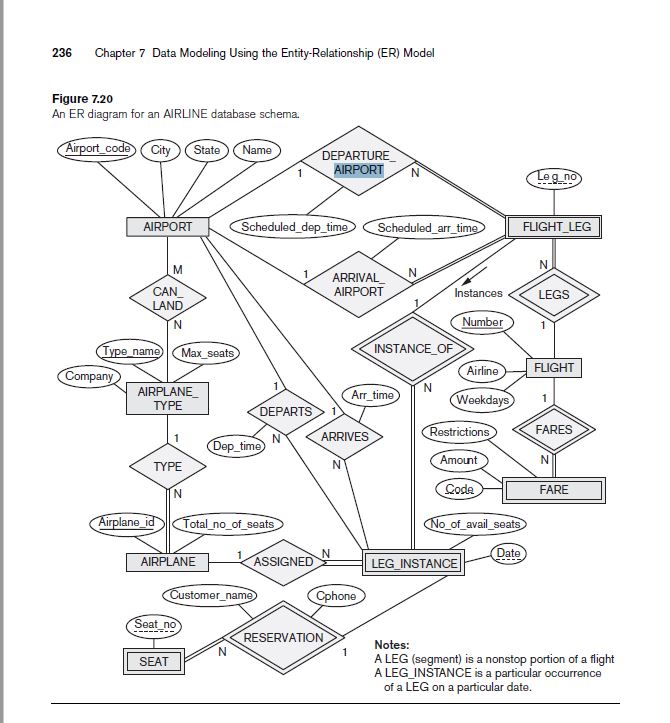 236 Chapter 7 Data Modeling Using the Entity-Relationship (ER) Model
Figure 7.20
An ER diagram for an AIRLINE database schema.
Airport_code
City
State
Name
DEPARTURE_
AIRPORT
1
N
Leg_no
AIRPORT
Scheduled_dep_time
Scheduled_arr_time
FLIGHT_LEG
M
CAN_
LAND
N
1
ARRIVAL_
AIRPORT
N
Instances
N
LEGS
1
1
Number
INSTANCE_OF
N
Type_name
Max_seats
Company
AIRPLANE_
TYPE
Airline
FLIGHT
Weekdays
1
1
DEPARTS
N
Dep_time
Arr_time
1
ARRIVES
N
Restrictions
FARES
Amount
N
Code
FARE
1
TYPE
N
Airplane_id
Total_no_of_seats
No_of_avail_seats
AIRPLANE
1
ASSIGNED
N
LEG_INSTANCE
Date
Customer_name
Cphone
Seat_no
RESERVATION
SEAT
N
1
Notes:
A LEG (segment) is a nonstop portion of a flight
A LEG_INSTANCE is a particular occurrence
of a LEG on a particular date.